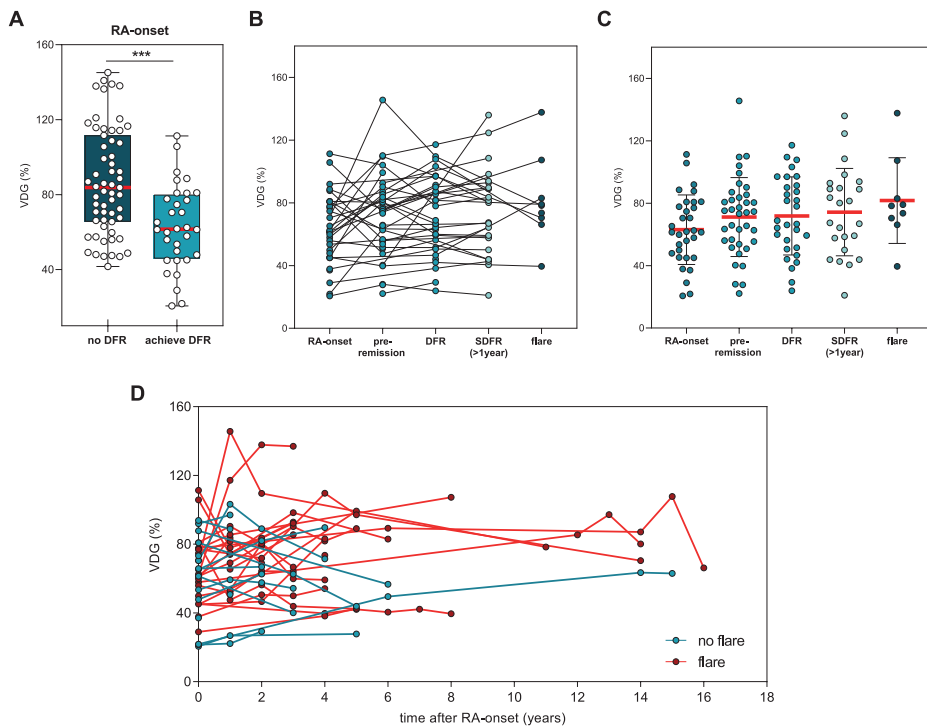 A
RA-onset
***
VDG (%)
160
120
80
40
no DFR
achieve DFR
B
VDG (%)
160
120
80
40
0
RA-onset
pre-
remission
DFR
SDFR
(>1year)
flare
C
VDG (%)
160
120
80
40
0
RA-onset
pre-
remission
DFR
SDFR
(>1year)
flare
D
VDG (%)
160
120
80
40
0
0 2 4 6 8 10 12 14 16 18
time after RA-onset (years)
no flare
flare